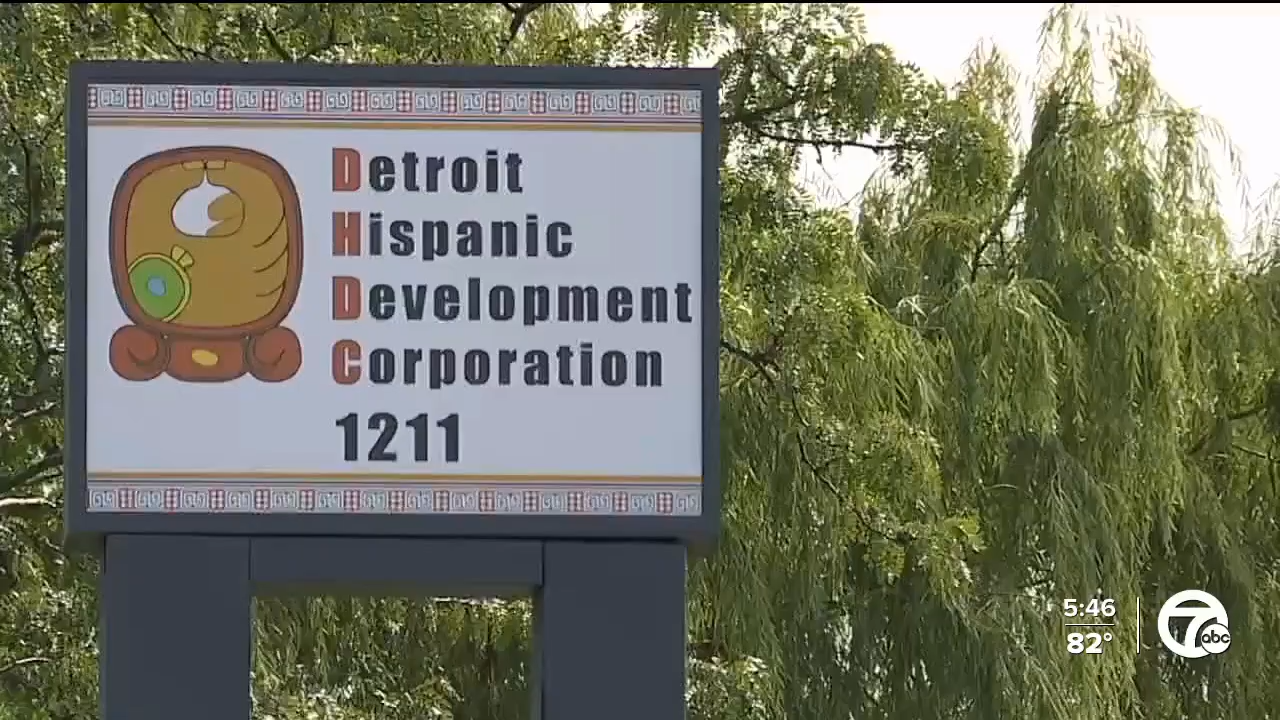 Detroit
Hispanic
Development
Corporation
1211
5:46
82°
7 abc